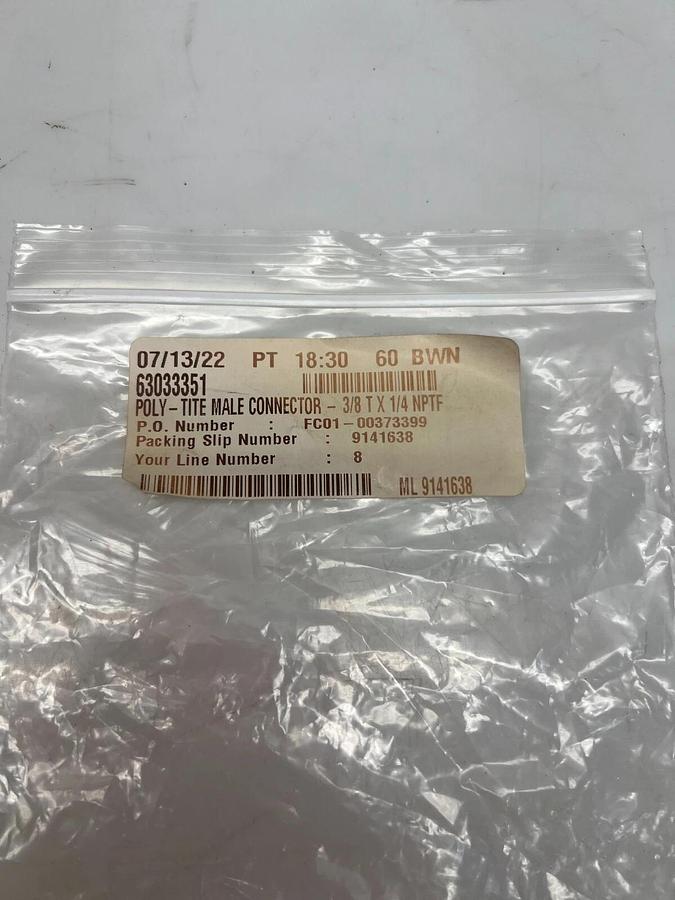 07/13/22 PT 18:30 60 BWN
63033351
POLY-TITE MALE CONNECTOR - 3/8 T X 1/4 NPTF
P.O. Number : FC01-00373399
Packing Slip Number : 9141638
Your Line Number : 8
ML 9141638